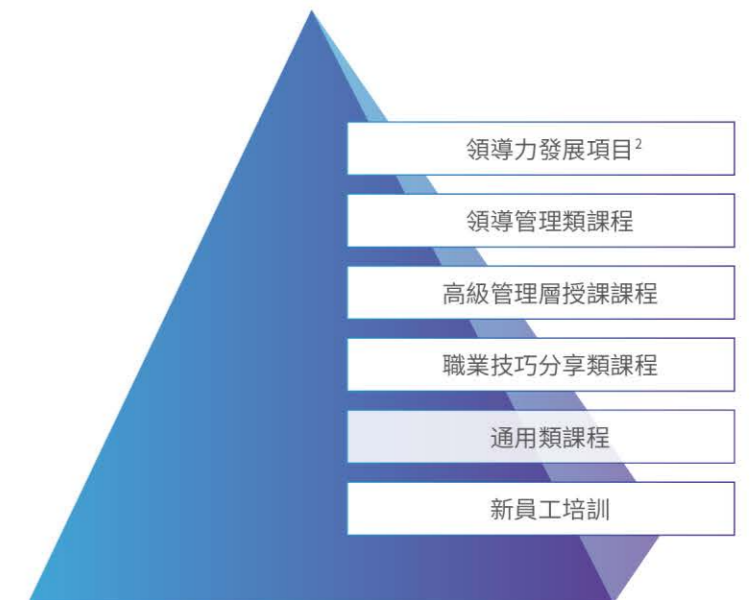 領導力發展項目²
領導管理類課程
高級管理層授課課程
職業技巧分享類課程
通用類課程
新員工培訓